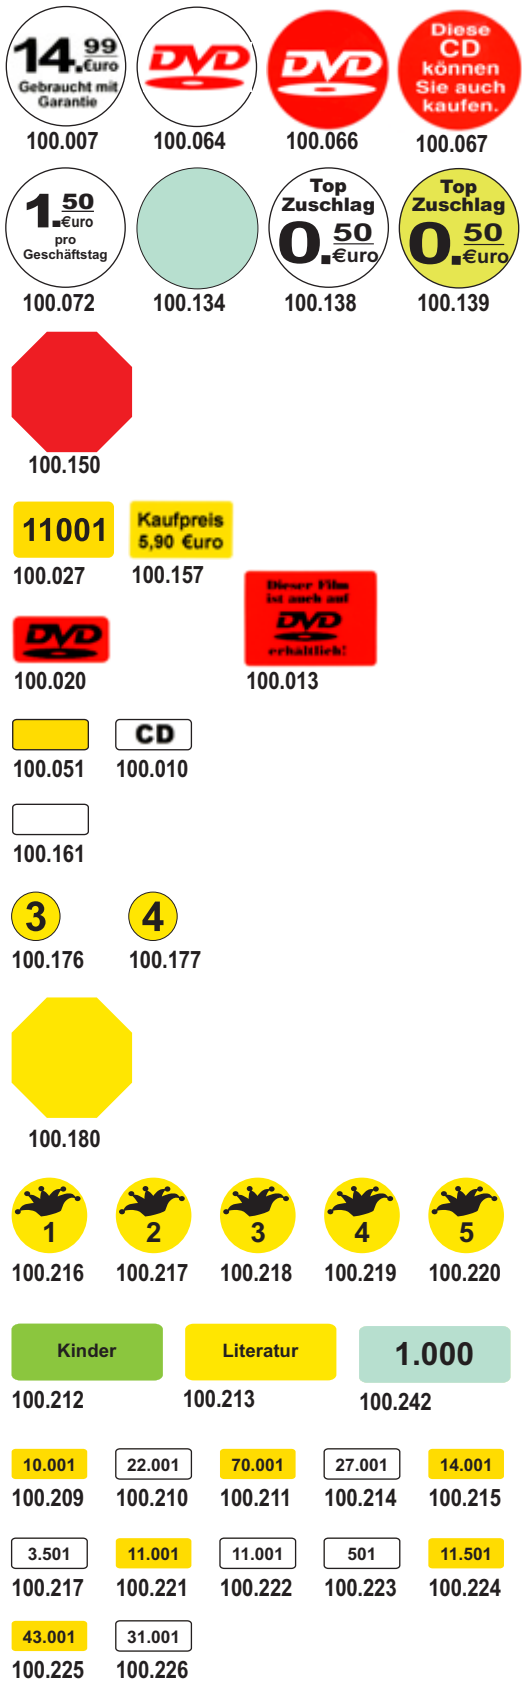 14.99
€uro
Gebraucht mit
Garantie
100.007
DVD
100.064
DVD
100.066
Diese
CD
können
Sie auch
kaufen.
100.067
1.50
€uro
pro
Geschäftstag
100.072
100.134
Top
Zuschlag
0.50
€uro
100.138
Top
Zuschlag
0.50
€uro
100.139
100.150
11001
100.027
Kaufpreis
5,90 €uro
100.157
DVD
100.020
Dieser Film
ist auch auf
DVD
erhältlich!
100.013
100.051
CD
100.010
100.161
3
100.176
4
100.177
100.180
1
100.216
2
100.217
3
100.218
4
100.219
5
100.220
Kinder
100.212
Literatur
100.213
1.000
100.242
10.001
100.209
22.001
100.210
70.001
100.211
27.001
100.214
14.001
100.215
3.501
100.217
11.001
100.221
11.001
100.222
501
100.223
11.501
100.224
43.001
100.225
31.001
100.226